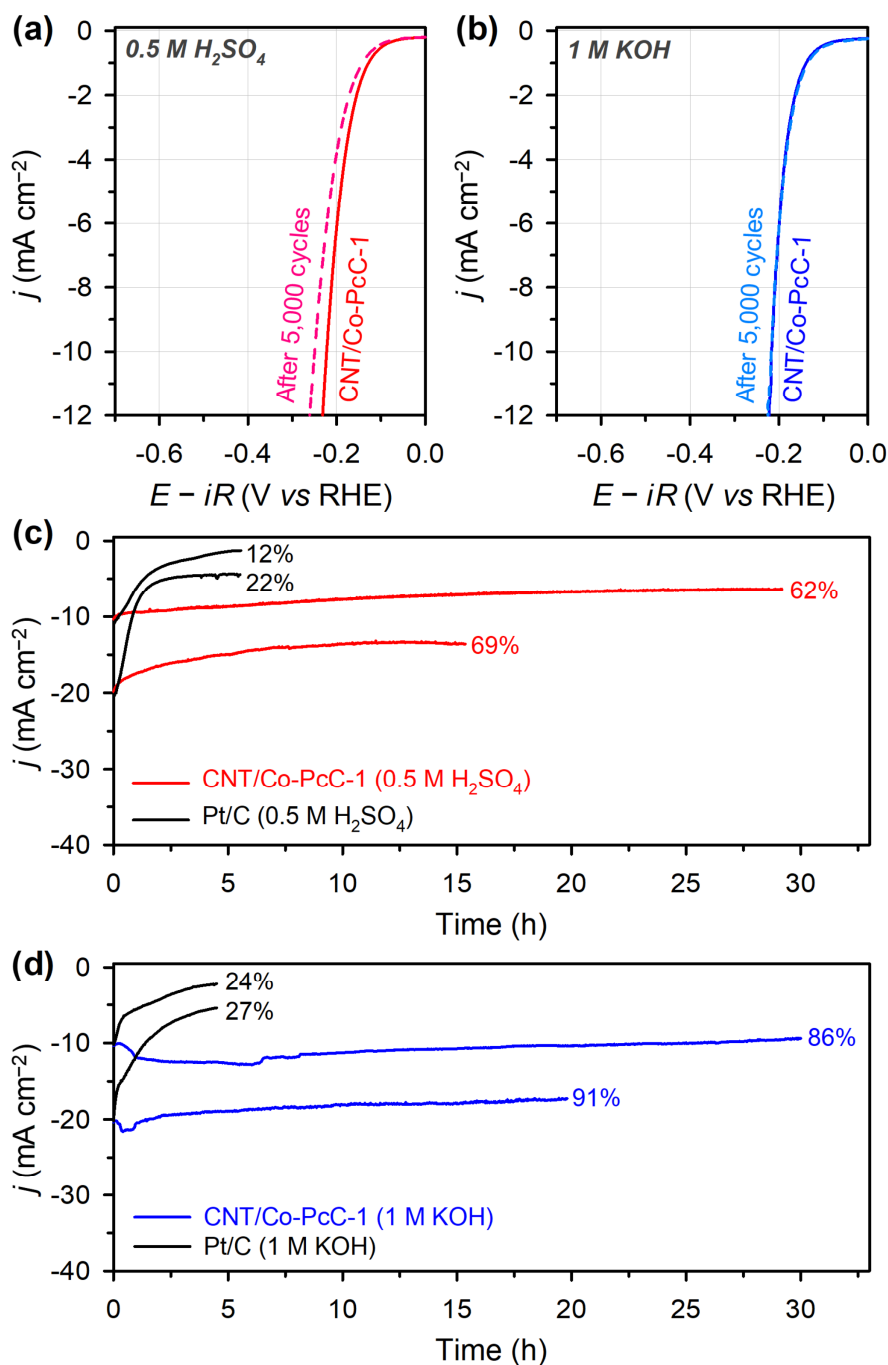 (a)
0.5 M H₂SO₄
0
-2
-4
-6
-8
-10
-12
j (mA cm⁻²)
After 5,000 cycles
CNT/Co-PcC-1
-0.6
-0.4
-0.2
0.0
E − iR (V vs RHE)
(b)
1 M KOH
0
-2
-4
-6
-8
-10
-12
j (mA cm⁻²)
After 5,000 cycles
CNT/Co-PcC-1
-0.6
-0.4
-0.2
0.0
E − iR (V vs RHE)
(c)
0
-10
-20
-30
-40
j (mA cm⁻²)
12%
22%
62%
69%
CNT/Co-PcC-1 (0.5 M H₂SO₄)
Pt/C (0.5 M H₂SO₄)
0 5 10 15 20 25 30
Time (h)
(d)
0
-10
-20
-30
-40
j (mA cm⁻²)
24%
27%
86%
91%
CNT/Co-PcC-1 (1 M KOH)
Pt/C (1 M KOH)
0 5 10 15 20 25 30
Time (h)